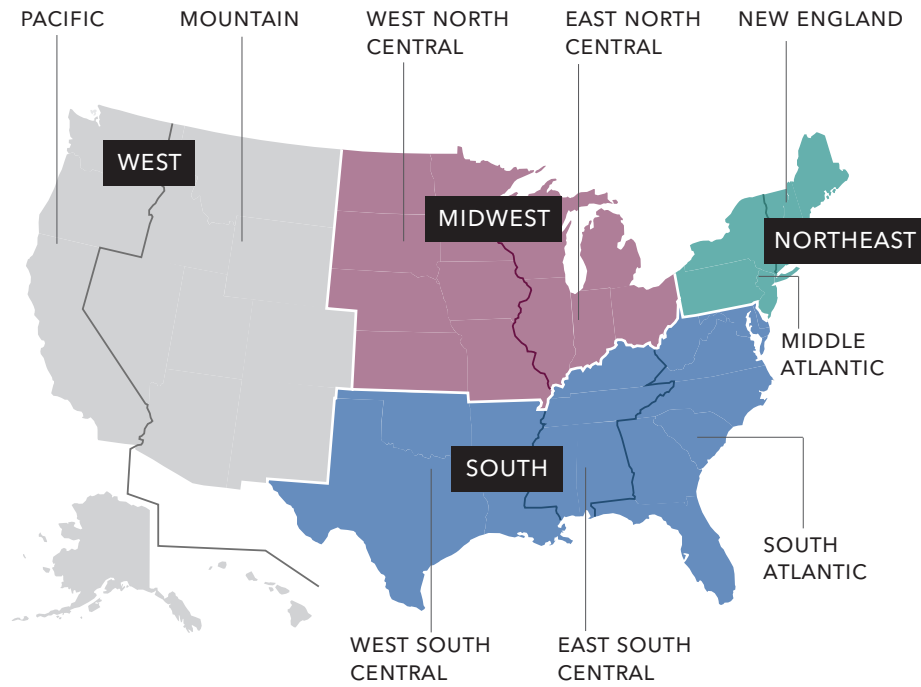 PACIFIC
MOUNTAIN
WEST NORTH
CENTRAL
EAST NORTH
CENTRAL
NEW ENGLAND
WEST
MIDWEST
NORTHEAST
MIDDLE
ATLANTIC
SOUTH
SOUTH
ATLANTIC
WEST SOUTH
CENTRAL
EAST SOUTH
CENTRAL